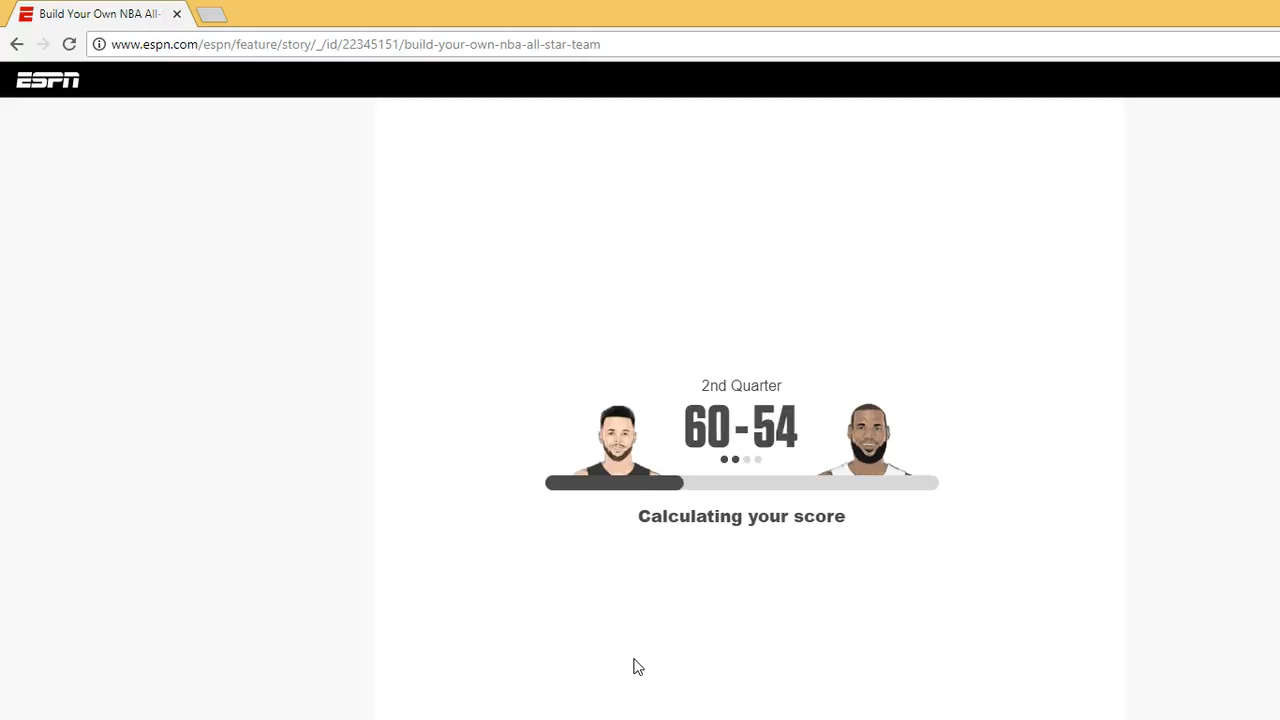 Build Your Own NBA All-
www.espn.com/espn/feature/story/_/id/22345151/build-your-own-nba-all-star-team
ESPN
2nd Quarter
60-54
Calculating your score